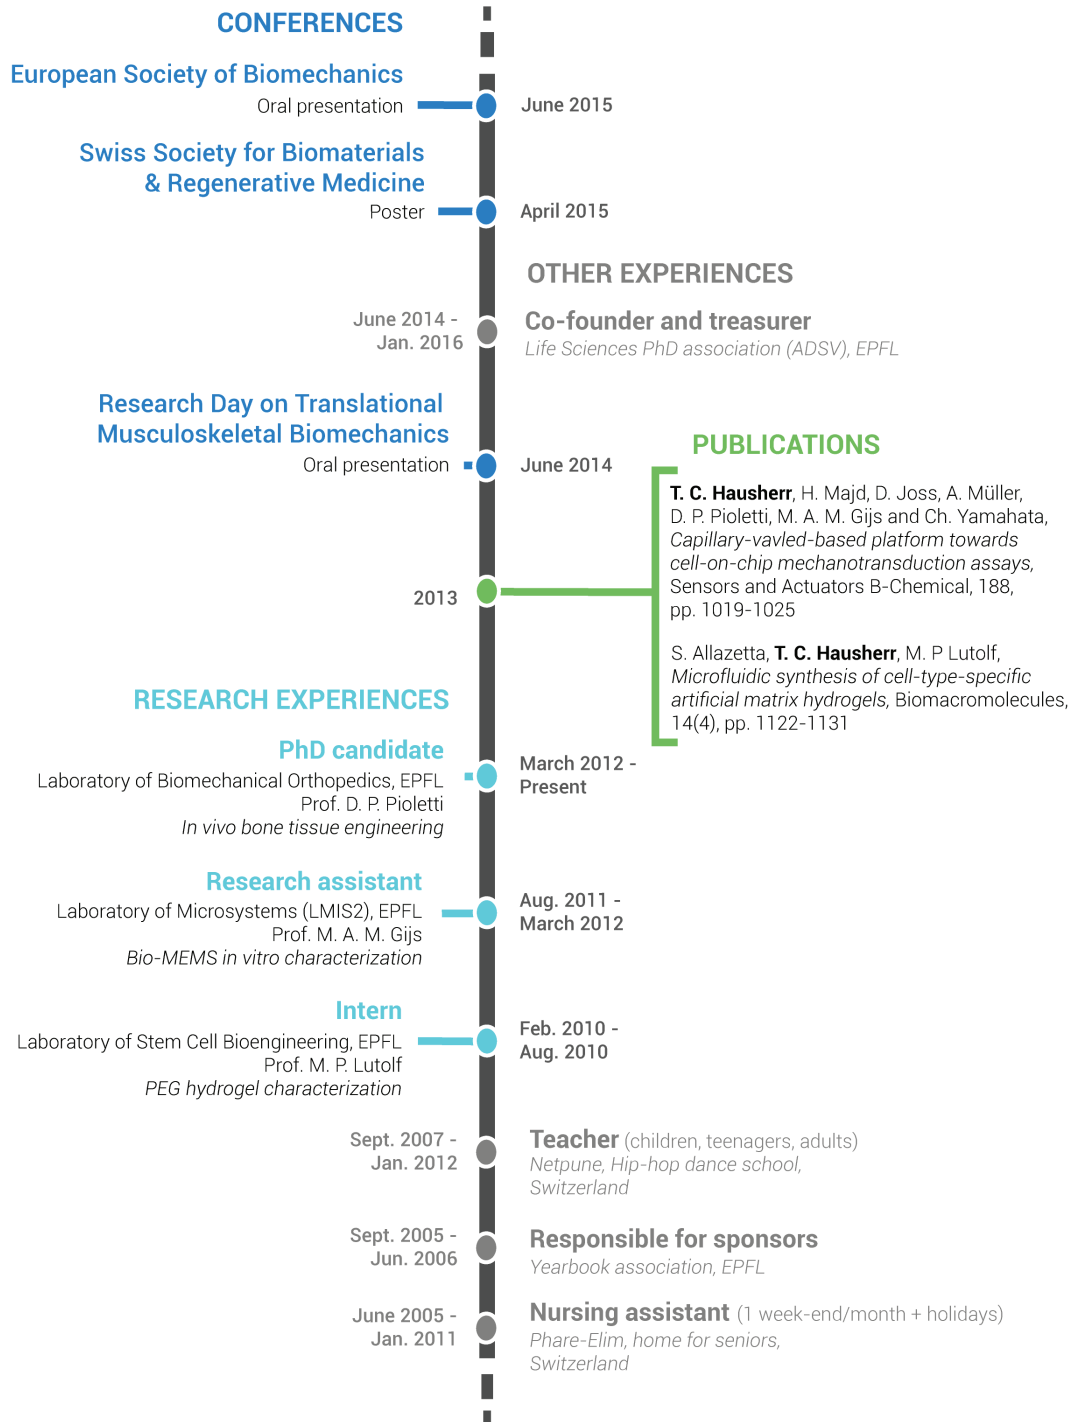 CONFERENCES
European Society of Biomechanics
Oral presentation
June 2015
Swiss Society for Biomaterials
& Regenerative Medicine
Poster
April 2015
OTHER EXPERIENCES
June 2014 -
Jan. 2016
Co-founder and treasurer
Life Sciences PhD association (ADSV), EPFL
Research Day on Translational
Musculoskeletal Biomechanics
Oral presentation
June 2014
PUBLICATIONS
T. C. Hausherr, H. Majd, D. Joss, A. Müller,
D. P. Pioletti, M. A. M. Gijs and Ch. Yamahata,
Capillary-vavled-based platform towards
cell-on-chip mechanotransduction assays,
Sensors and Actuators B-Chemical, 188,
pp. 1019-1025
2013
S. Allazetta, T. C. Hausherr, M. P Lutolf,
Microfluidic synthesis of cell-type-specific
artificial matrix hydrogels, Biomacromolecules,
14(4), pp. 1122-1131
RESEARCH EXPERIENCES
PhD candidate
Laboratory of Biomechanical Orthopedics, EPFL
Prof. D. P. Pioletti
In vivo bone tissue engineering
March 2012 -
Present
Research assistant
Laboratory of Microsystems (LMIS2), EPFL
Prof. M. A. M. Gijs
Bio-MEMS in vitro characterization
Aug. 2011 -
March 2012
Intern
Laboratory of Stem Cell Bioengineering, EPFL
Prof. M. P. Lutolf
PEG hydrogel characterization
Feb. 2010 -
Aug. 2010
Sept. 2007 -
Jan. 2012
Teacher (children, teenagers, adults)
Netpune, Hip-hop dance school,
Switzerland
Sept. 2005 -
Jun. 2006
Responsible for sponsors
Yearbook association, EPFL
June 2005 -
Jan. 2011
Nursing assistant (1 week-end/month + holidays)
Phare-Elim, home for seniors,
Switzerland